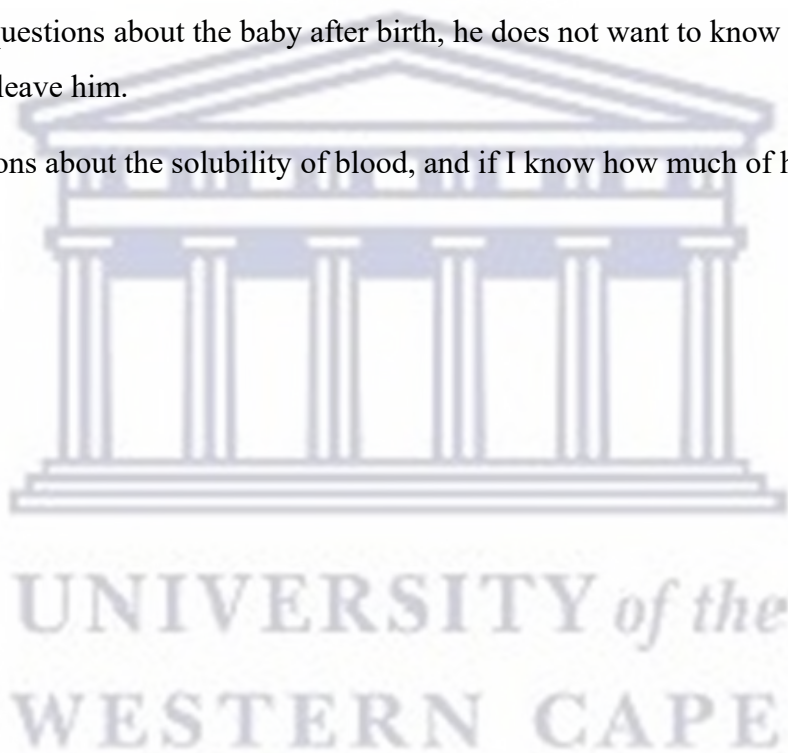 uestions about the baby after birth, he does not want to know
leave him.
ons about the solubility of blood, and if I know how much of h
UNIVERSITY of the
WESTERN CAPE